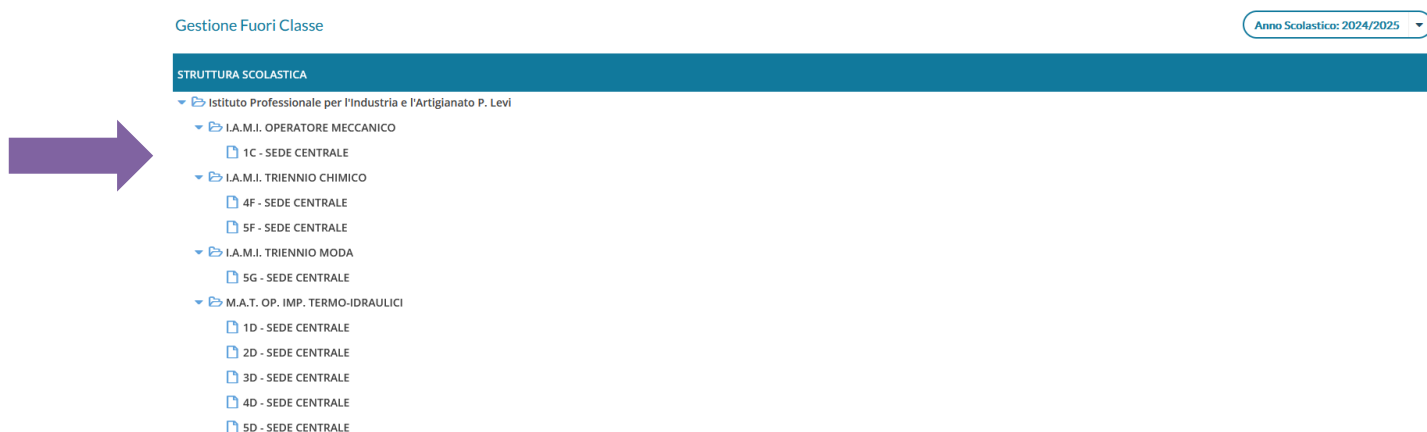 Gestione Fuori Classe
Anno Scolastico: 2024/2025
STRUTTURA SCOLASTICA
Istituto Professionale per l'Industria e l'Artigianato P. Levi
I.A.M.I. OPERATORE MECCANICO
1C - SEDE CENTRALE
I.A.M.I. TRIENNIO CHIMICO
4F - SEDE CENTRALE
5F - SEDE CENTRALE
I.A.M.I. TRIENNIO MODA
5G - SEDE CENTRALE
M.A.T. OP. IMP. TERMO-IDRAULICI
1D - SEDE CENTRALE
2D - SEDE CENTRALE
3D - SEDE CENTRALE
4D - SEDE CENTRALE
5D - SEDE CENTRALE